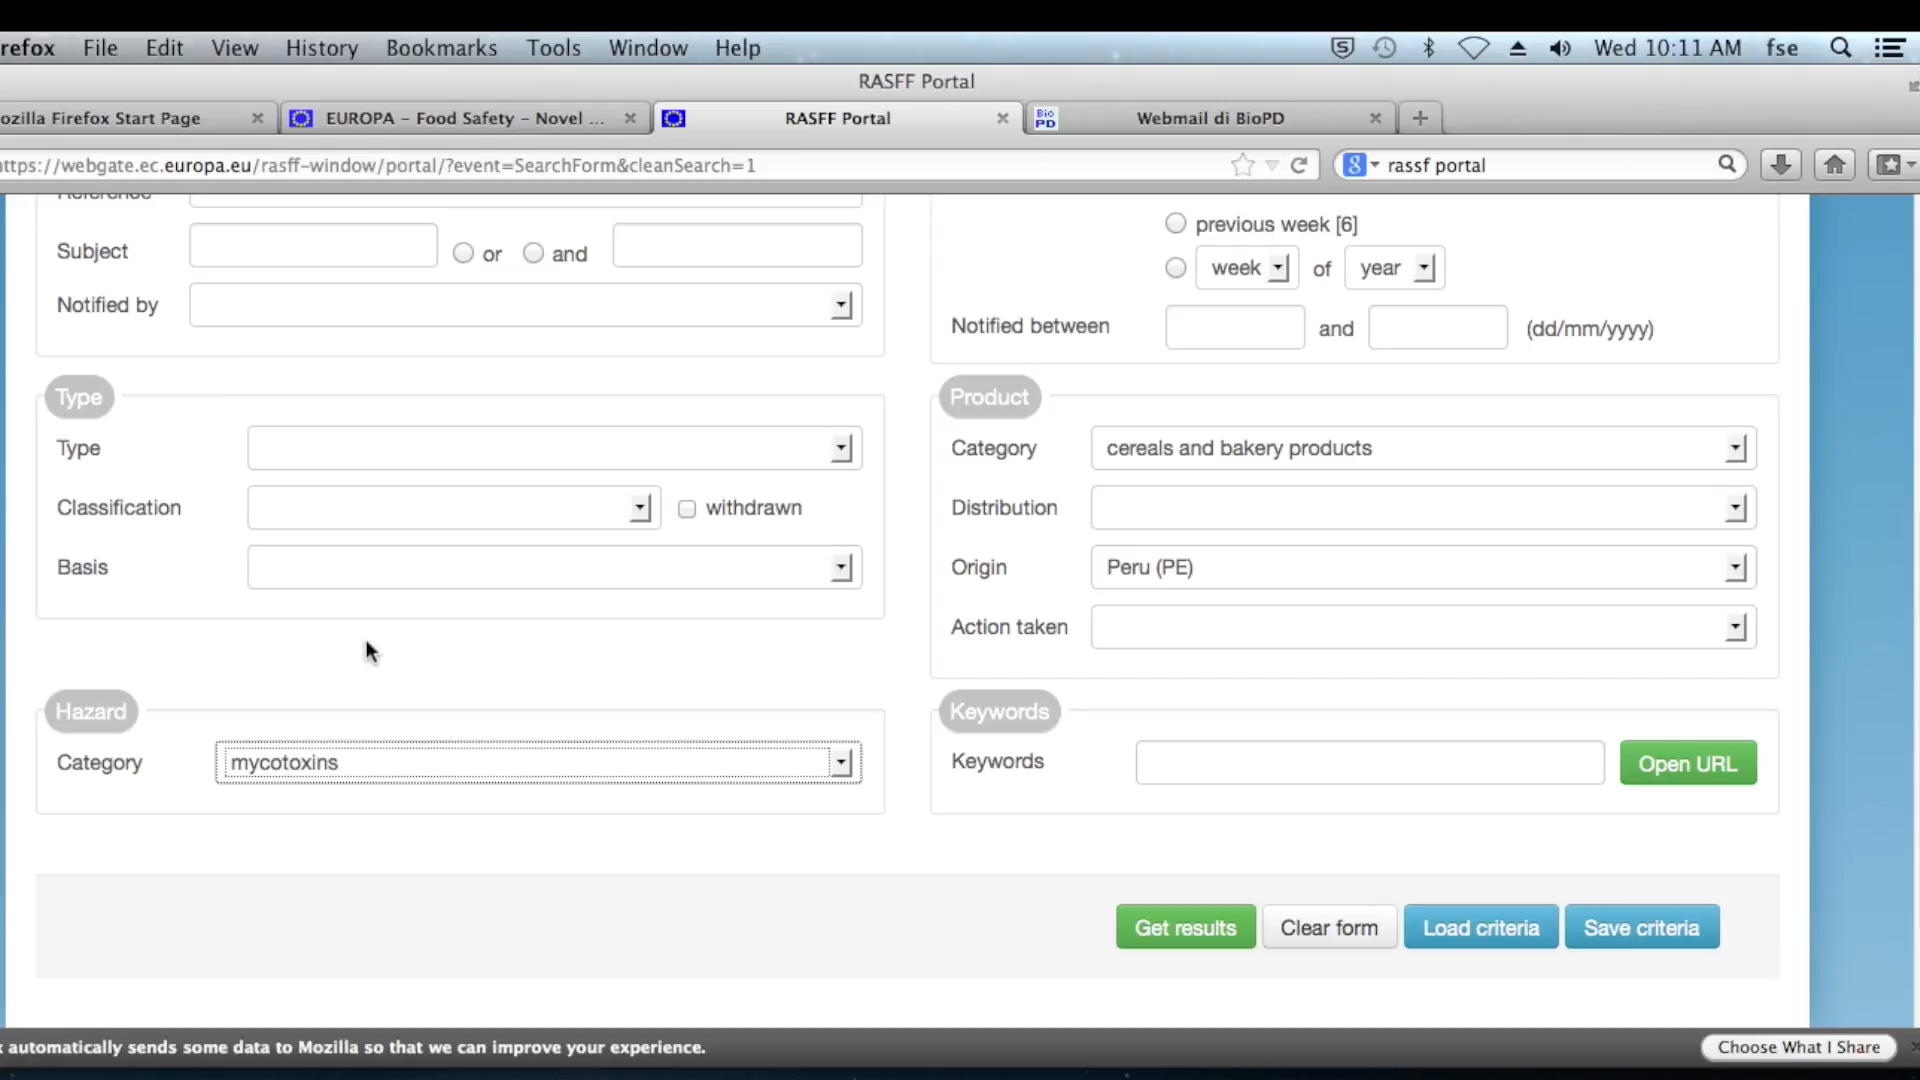 refox File Edit View History Bookmarks Tools Window Help Wed 10:11 AM fse
RASFF Portal
ozilla Firefox Start Page EUROPA – Food Safety – Novel ... RASFF Portal Bio PD Webmail di BioPD
ttps://webgate.ec.europa.eu/rasff-window/portal/?event=SearchForm&cleanSearch=1 8 rassf portal
Reference
previous week [6]
Subject or and
week of year
Notified by
Notified between and (dd/mm/yyyy)
Type Product
Type Category cereals and bakery products
Classification withdrawn Distribution
Basis Origin Peru (PE)
Action taken
Hazard Keywords
Category mycotoxins Keywords Open URL
Get results Clear form Load criteria Save criteria
x automatically sends some data to Mozilla so that we can improve your experience. Choose What I Share